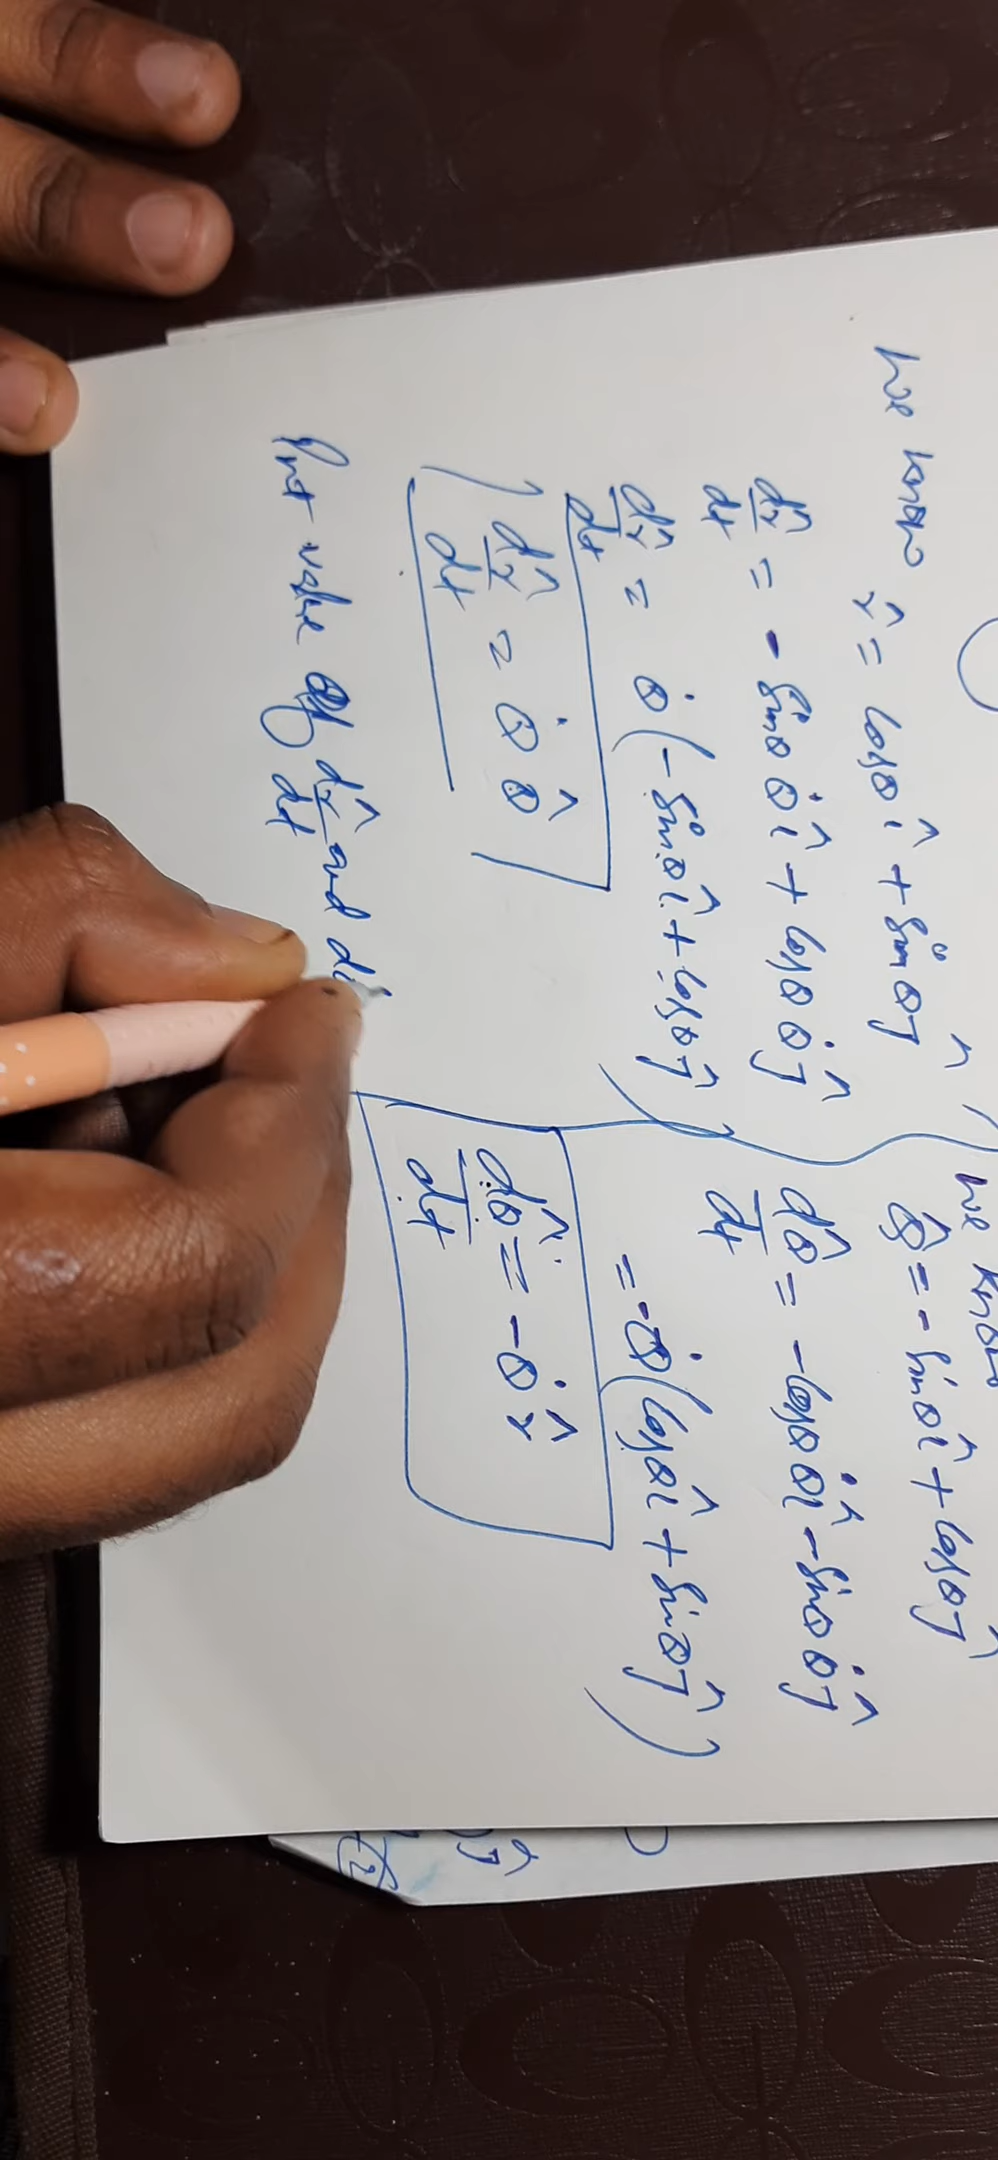 we know r̂ = cosθ î + sinθ ĵ
dr̂/dt = - sinθ θ̇ î + cosθ θ̇ ĵ
dr̂/dt = θ̇ (- sinθ î + cosθ ĵ)
dr̂/dt = θ̇ θ̂
we know
θ̂ = - sinθ î + cosθ ĵ
dθ̂/dt = - cosθ θ̇ î - sinθ θ̇ ĵ
= - θ̇ (cosθ î + sinθ ĵ)
dθ̂/dt = - θ̇ r̂
Put value of dr̂/dt and d